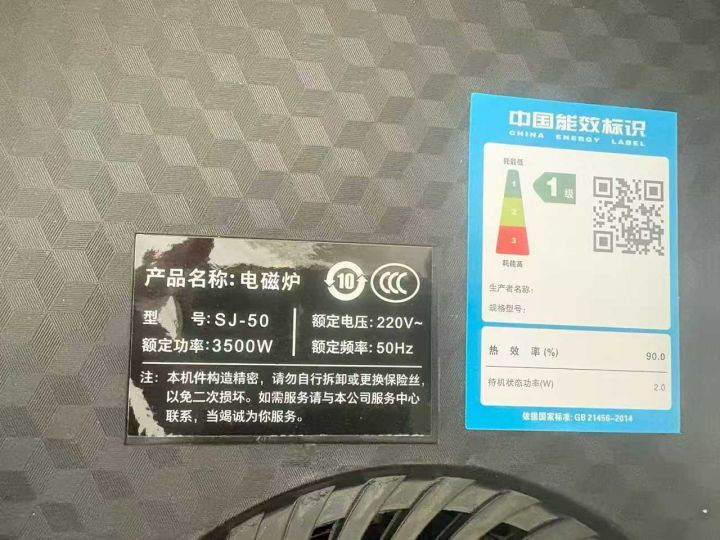 中国能效标识
CHINA ENERGY LABEL
耗能低
1
2
3
耗能高
1级
生产者名称:
规格型号:
热 效 率 (%) 90.0
待机状态功率(W) 2.0
依据国家标准: GB 21456-2014
产品名称: 电磁炉
10
CCC
型 号: SJ-50
额定电压: 220V~
额定功率: 3500W
额定频率: 50Hz
注: 本机件构造精密，请勿自行拆卸或更换保险丝，
以免二次损坏。如需服务请与本公司服务中心
联系，当竭诚为你服务。